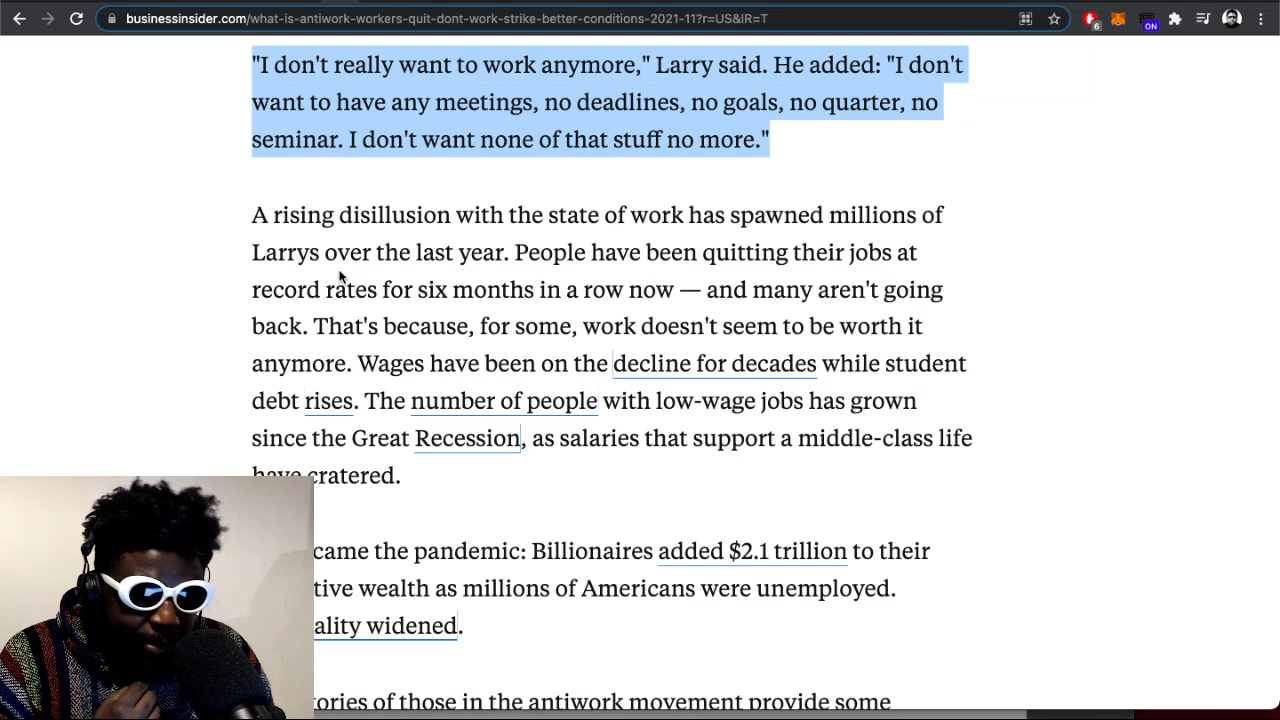 businessinsider.com/what-is-antiwork-workers-quit-dont-work-strike-better-conditions-2021-11?r=US&IR=T
6
ON
"I don't really want to work anymore," Larry said. He added: "I don't
want to have any meetings, no deadlines, no goals, no quarter, no
seminar. I don't want none of that stuff no more."
A rising disillusion with the state of work has spawned millions of
Larrys over the last year. People have been quitting their jobs at
record rates for six months in a row now — and many aren't going
back. That's because, for some, work doesn't seem to be worth it
anymore. Wages have been on the decline for decades while student
debt rises. The number of people with low-wage jobs has grown
since the Great Recession, as salaries that support a middle-class life
have cratered.
came the pandemic: Billionaires added $2.1 trillion to their
tive wealth as millions of Americans were unemployed.
ality widened.
tories of those in the antiwork movement provide some